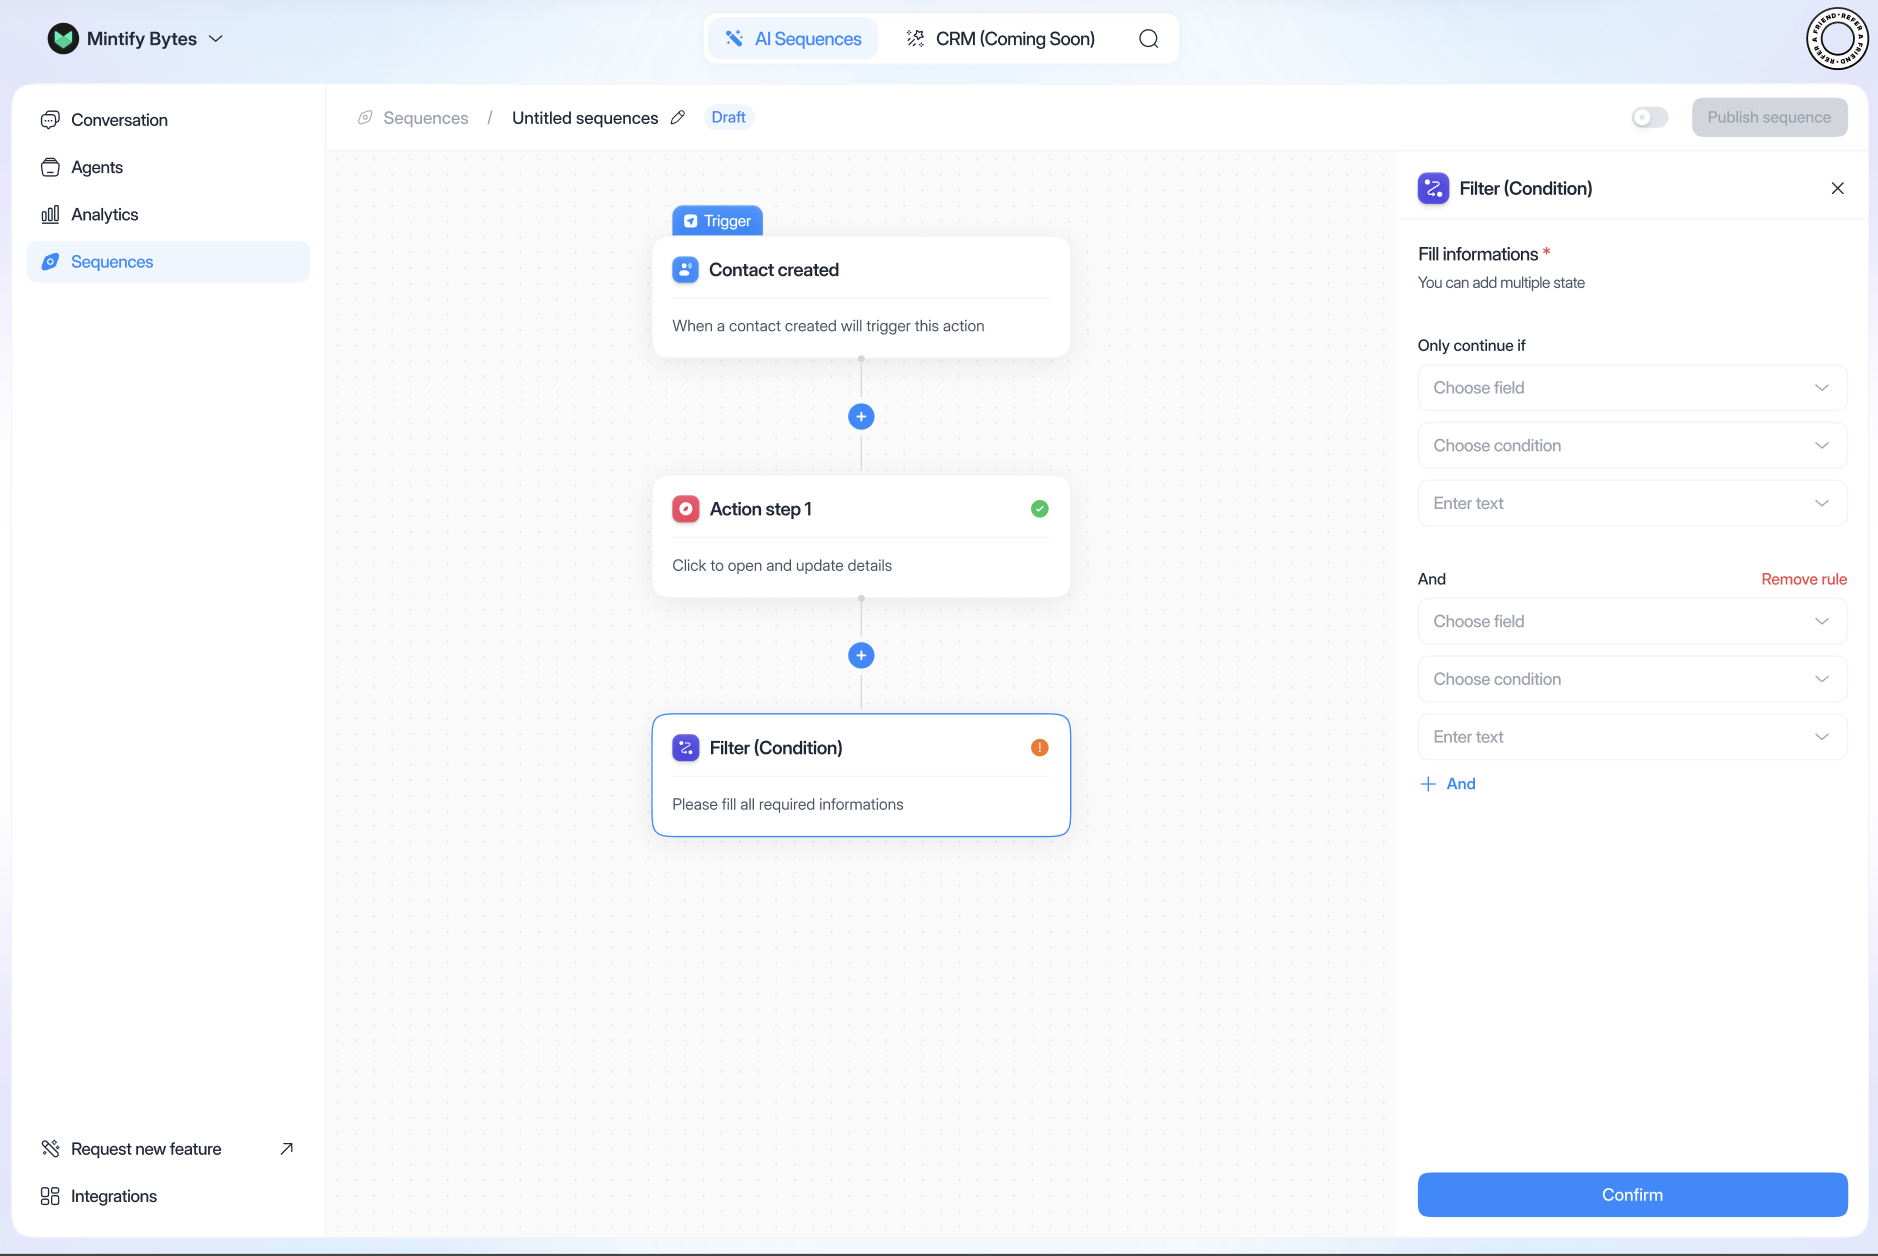 Mintify Bytes
AI Sequences
CRM (Coming Soon)
REFER A FRIEND • REFER A FRIEND •
Conversation
Agents
Analytics
Sequences
Request new feature
Integrations
Sequences / Untitled sequences
Draft
Publish sequence
Trigger
Contact created
When a contact created will trigger this action
Action step 1
Click to open and update details
Filter (Condition)
Please fill all required informations
Filter (Condition)
Fill informations *
You can add multiple state
Only continue if
Choose field
Choose condition
Enter text
And
Remove rule
Choose field
Choose condition
Enter text
And
Confirm